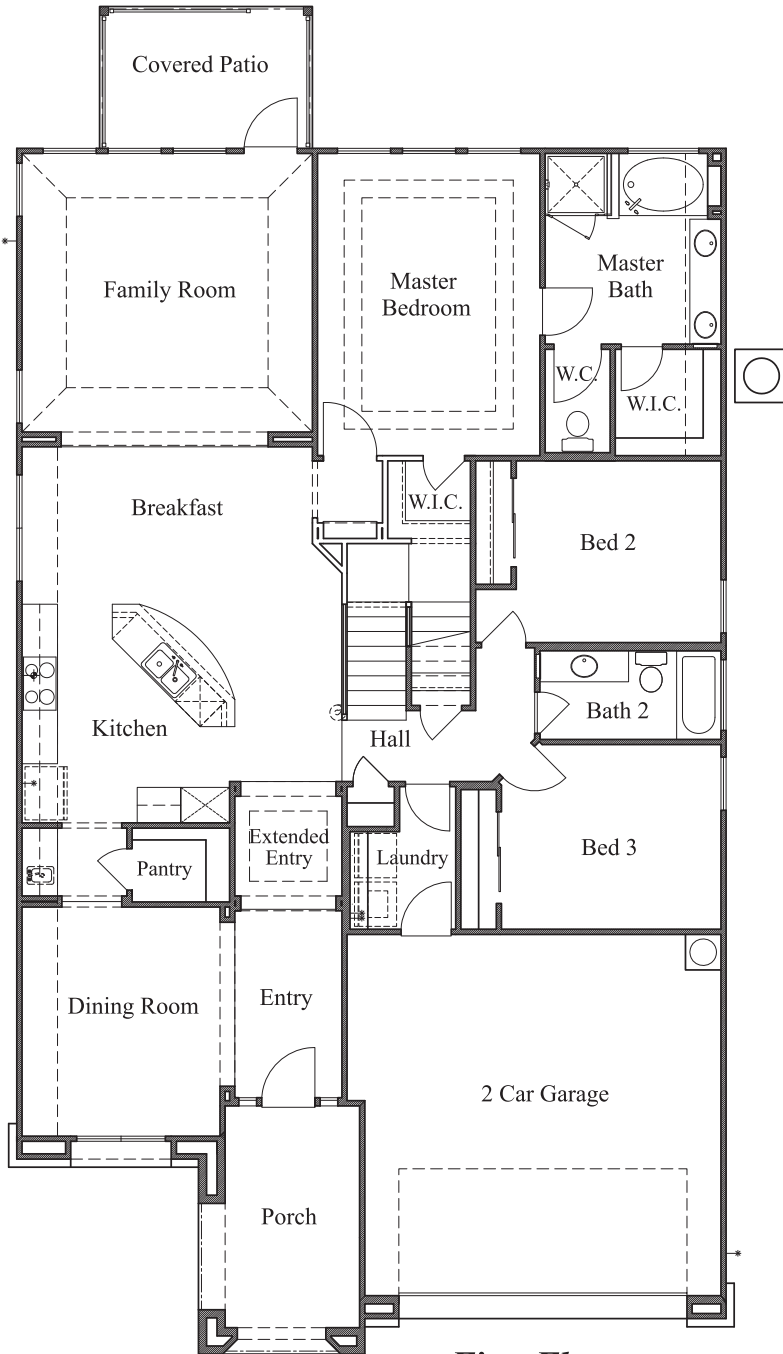 Covered Patio
Family Room
Master
Bedroom
Master
Bath
W.C.
W.I.C.
Breakfast
W.I.C.
Bed 2
Kitchen
Hall
Bath 2
Extended
Entry
Pantry
Laundry
Bed 3
Dining Room
Entry
2 Car Garage
Porch